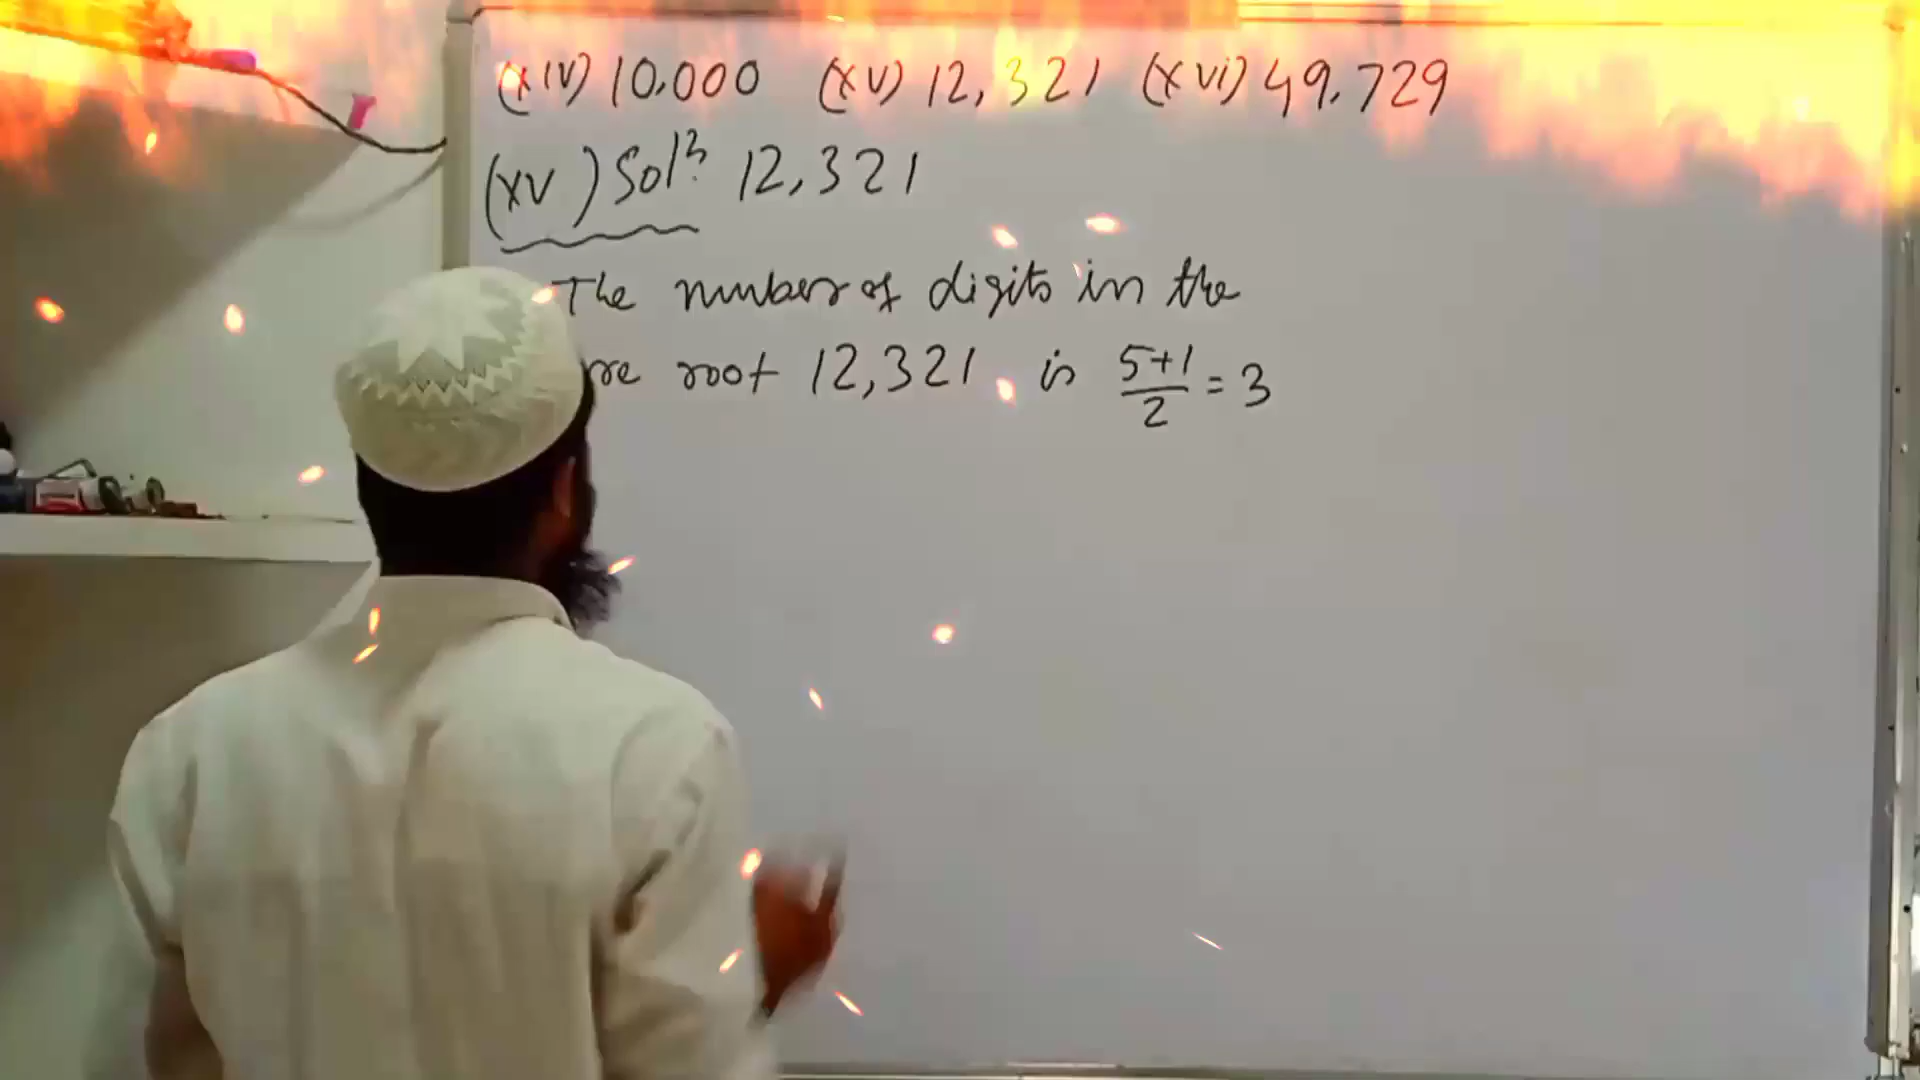 (xiv) 10,000 (xv) 12,321 (xvi) 49,729
(xv) Sol: 12,321
The number of digits in the
root 12,321 is 5+1/2 = 3